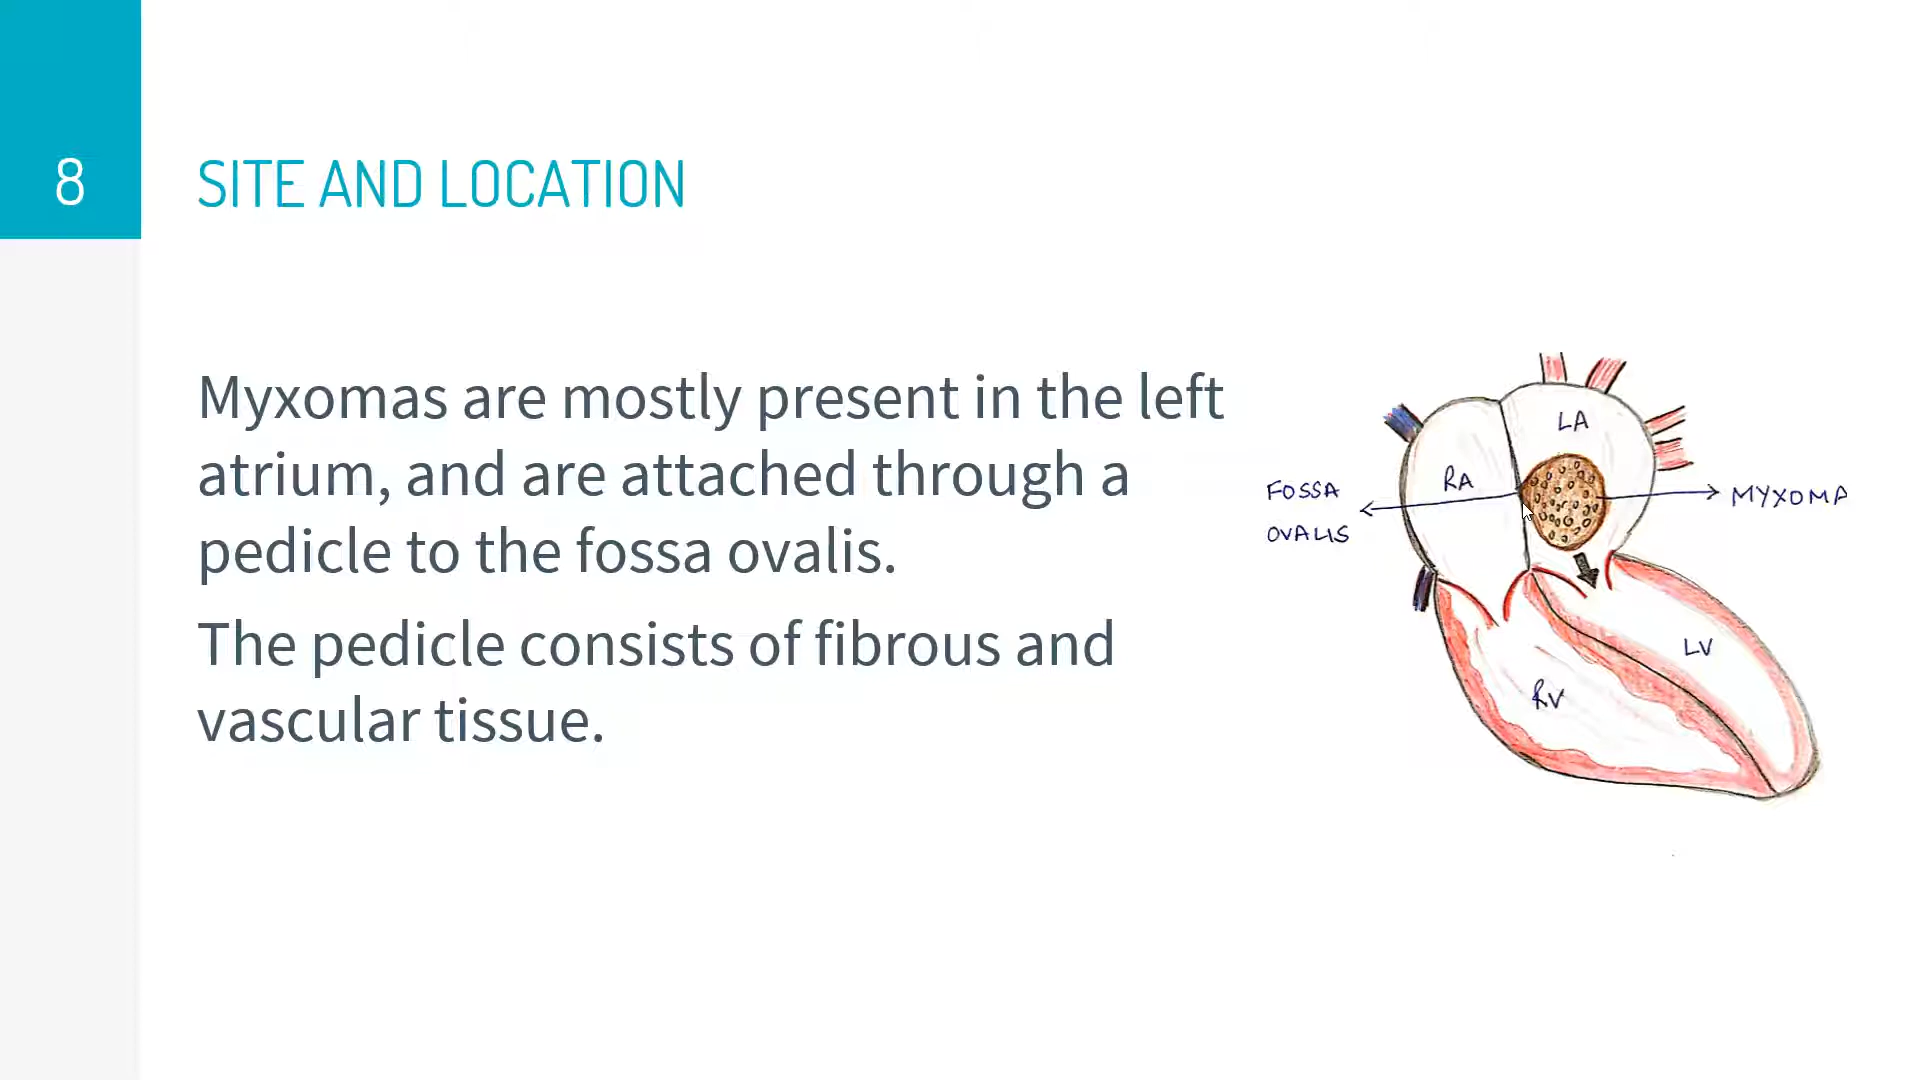 8
SITE AND LOCATION
Myxomas are mostly present in the left
atrium, and are attached through a
pedicle to the fossa ovalis.
The pedicle consists of fibrous and
vascular tissue.
LA
RA
FOSSA
OVALIS
MYXOMA
LV
RV